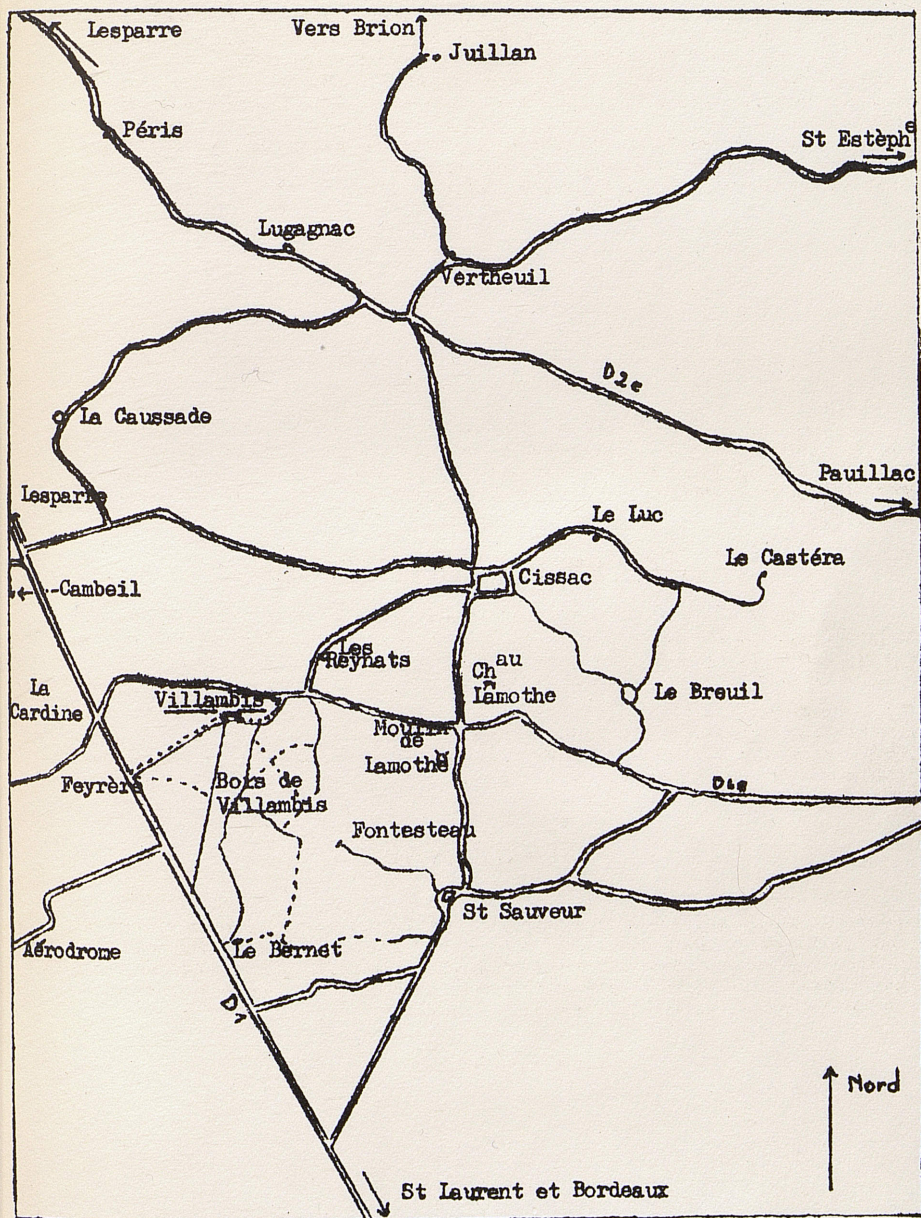 Lesparre
Vers Brion
Juillan
Péris
St Estèphe
Lugagnac
Vertheuil
D2e
La Caussade
Pauillac
Lesparre
Le Luc
Le Castéra
Cissac
Cambeil
Les
Reynats
Chau
Lamothe
La
Cardine
Villambis
Le Breuil
Moulin
de
Lamothe
Feyrère
Bois de
Villambis
Fontesteau
St Sauveur
Aérodrome
Le Bernet
Nord
St Laurent et Bordeaux